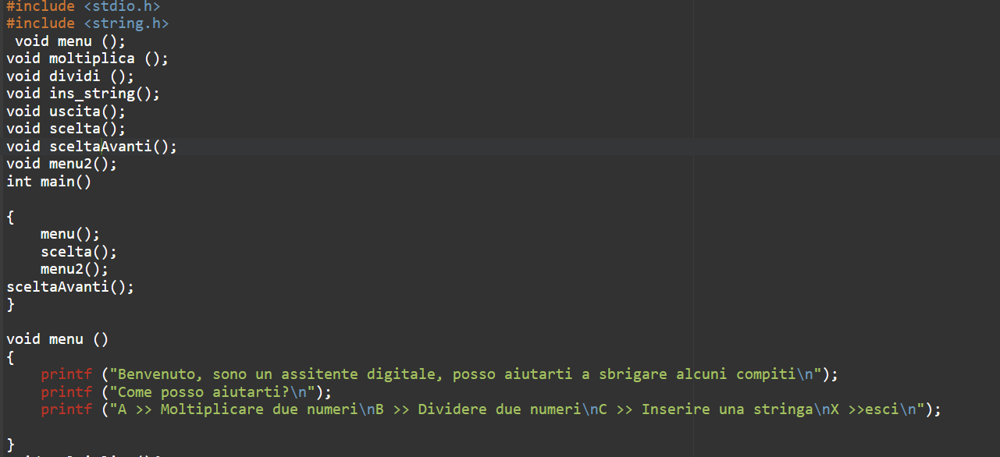 #include <stdio.h>
#include <string.h>
 void menu ();
void moltiplica ();
void dividi ();
void ins_string();
void uscita();
void scelta();
void sceltaAvanti();
void menu2();
int main()

{
    menu();
    scelta();
    menu2();
sceltaAvanti();
}

void menu ()
{
    printf ("Benvenuto, sono un assitente digitale, posso aiutarti a sbrigare alcuni compiti\n");
    printf ("Come posso aiutarti?\n");
    printf ("A >> Moltiplicare due numeri\nB >> Dividere due numeri\nC >> Inserire una stringa\nX >>esci\n");

}